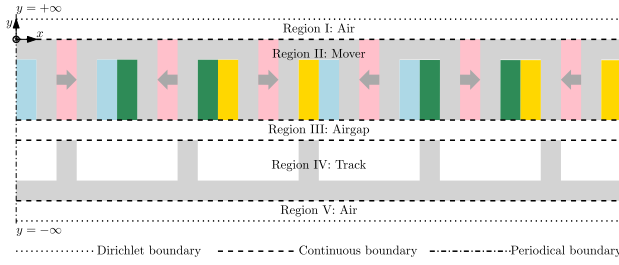 y = +∞
Region I: Air
y
x
Region II: Mover
Region III: Airgap
Region IV: Track
Region V: Air
y = −∞
Dirichlet boundary
Continuous boundary
Periodical boundary